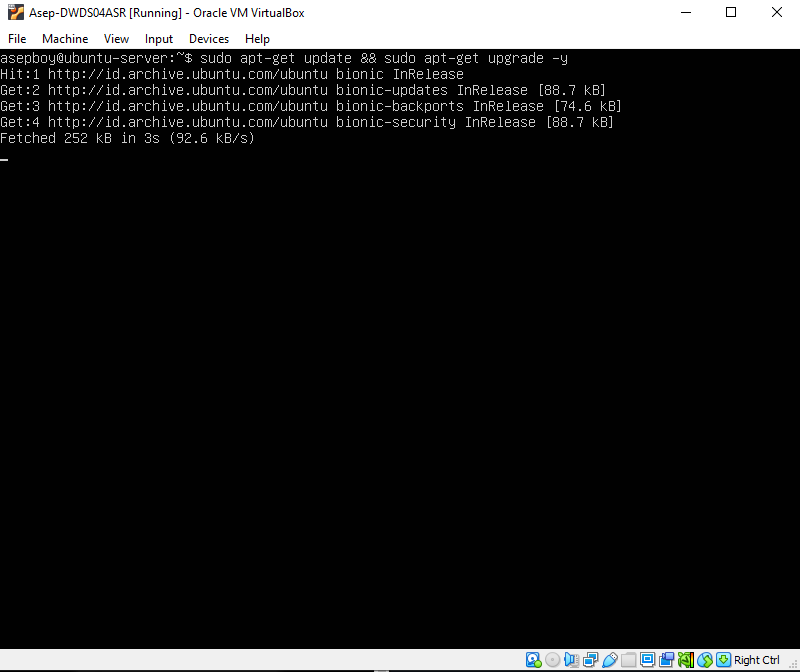 Asep-DWDS04ASR [Running] - Oracle VM VirtualBox
File Machine View Input Devices Help
asepboy@ubuntu-server:~$ sudo apt-get update && sudo apt-get upgrade -y
Hit:1 http://id.archive.ubuntu.com/ubuntu bionic InRelease
Get:2 http://id.archive.ubuntu.com/ubuntu bionic-updates InRelease [88.7 kB]
Get:3 http://id.archive.ubuntu.com/ubuntu bionic-backports InRelease [74.6 kB]
Get:4 http://id.archive.ubuntu.com/ubuntu bionic-security InRelease [88.7 kB]
Fetched 252 kB in 3s (92.6 kB/s)
Right Ctrl